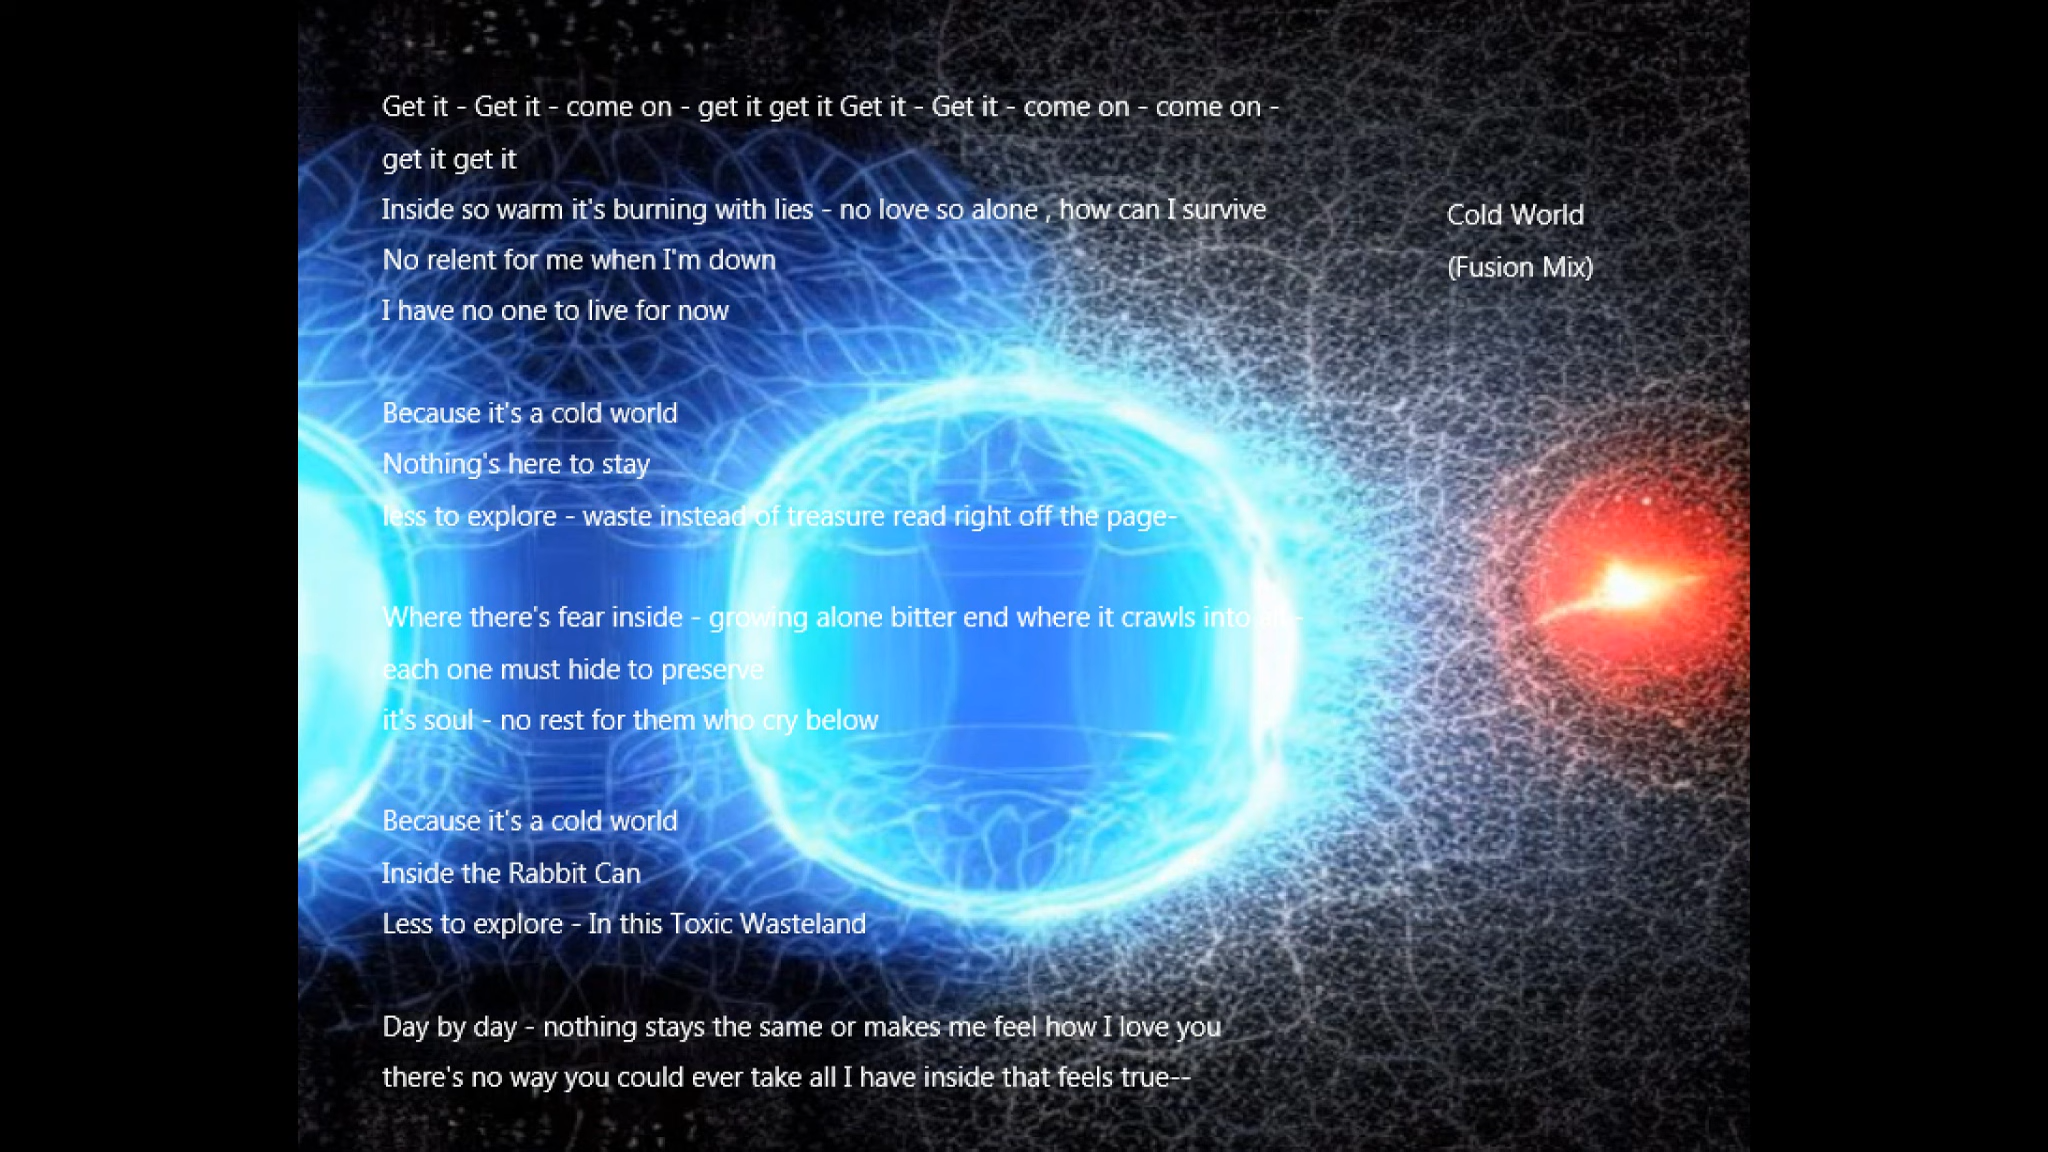 Get it - Get it - come on - get it get it Get it - Get it - come on - come on -
get it get it
Inside so warm it's burning with lies - no love so alone , how can I survive
No relent for me when I'm down
I have no one to live for now
Because it's a cold world
Nothing's here to stay
less to explore - waste instead of treasure read right off the page-
Where there's fear inside - growing alone bitter end where it crawls into all -
each one must hide to preserve
it's soul - no rest for them who cry below
Because it's a cold world
Inside the Rabbit Can
Less to explore - In this Toxic Wasteland
Day by day - nothing stays the same or makes me feel how I love you
there's no way you could ever take all I have inside that feels true--
Cold World
(Fusion Mix)